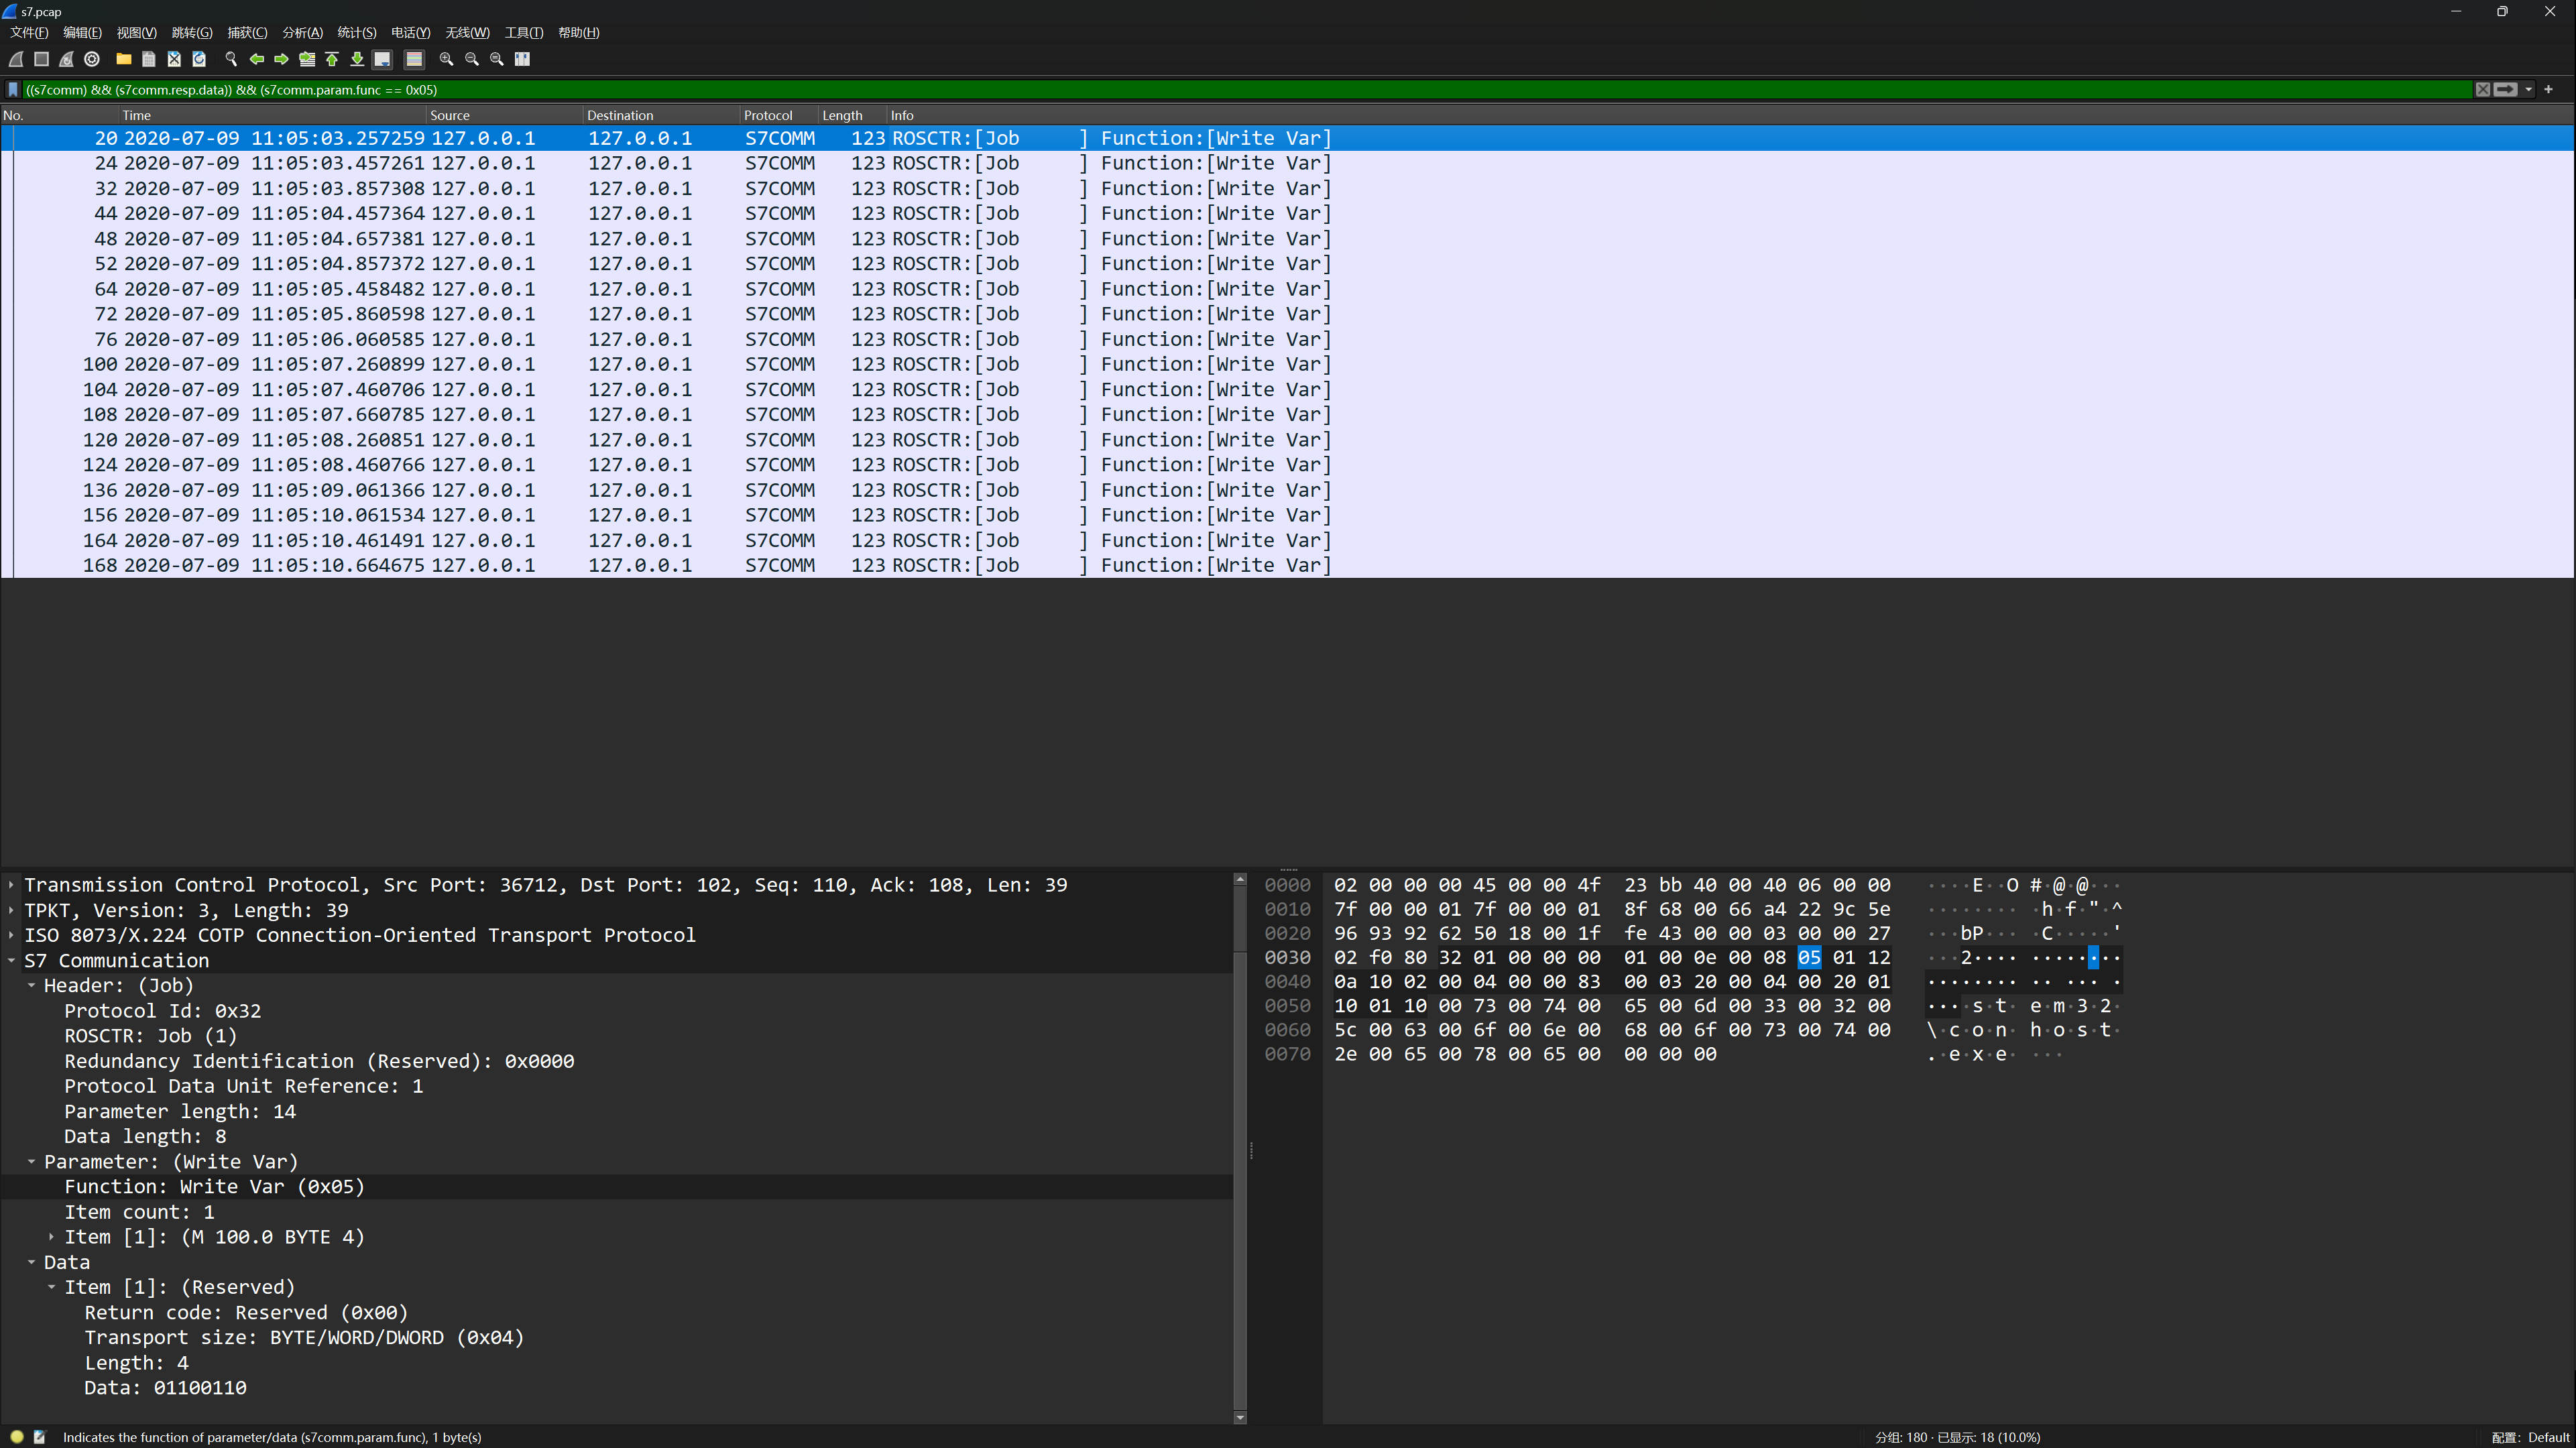 s7.pcap
文件(F) 编辑(E) 视图(V) 跳转(G) 捕获(C) 分析(A) 统计(S) 电话(Y) 无线(W) 工具(T) 帮助(H)
((s7comm) && (s7comm.resp.data)) && (s7comm.param.func == 0x05)
No. Time Source Destination Protocol Length Info
20 2020-07-09 11:05:03.257259 127.0.0.1 127.0.0.1 S7COMM 123 ROSCTR:[Job ] Function:[Write Var]
24 2020-07-09 11:05:03.457261 127.0.0.1 127.0.0.1 S7COMM 123 ROSCTR:[Job ] Function:[Write Var]
32 2020-07-09 11:05:03.857308 127.0.0.1 127.0.0.1 S7COMM 123 ROSCTR:[Job ] Function:[Write Var]
44 2020-07-09 11:05:04.457364 127.0.0.1 127.0.0.1 S7COMM 123 ROSCTR:[Job ] Function:[Write Var]
48 2020-07-09 11:05:04.657381 127.0.0.1 127.0.0.1 S7COMM 123 ROSCTR:[Job ] Function:[Write Var]
52 2020-07-09 11:05:04.857372 127.0.0.1 127.0.0.1 S7COMM 123 ROSCTR:[Job ] Function:[Write Var]
64 2020-07-09 11:05:05.458482 127.0.0.1 127.0.0.1 S7COMM 123 ROSCTR:[Job ] Function:[Write Var]
72 2020-07-09 11:05:05.860598 127.0.0.1 127.0.0.1 S7COMM 123 ROSCTR:[Job ] Function:[Write Var]
76 2020-07-09 11:05:06.060585 127.0.0.1 127.0.0.1 S7COMM 123 ROSCTR:[Job ] Function:[Write Var]
100 2020-07-09 11:05:07.260899 127.0.0.1 127.0.0.1 S7COMM 123 ROSCTR:[Job ] Function:[Write Var]
104 2020-07-09 11:05:07.460706 127.0.0.1 127.0.0.1 S7COMM 123 ROSCTR:[Job ] Function:[Write Var]
108 2020-07-09 11:05:07.660785 127.0.0.1 127.0.0.1 S7COMM 123 ROSCTR:[Job ] Function:[Write Var]
120 2020-07-09 11:05:08.260851 127.0.0.1 127.0.0.1 S7COMM 123 ROSCTR:[Job ] Function:[Write Var]
124 2020-07-09 11:05:08.460766 127.0.0.1 127.0.0.1 S7COMM 123 ROSCTR:[Job ] Function:[Write Var]
136 2020-07-09 11:05:09.061366 127.0.0.1 127.0.0.1 S7COMM 123 ROSCTR:[Job ] Function:[Write Var]
156 2020-07-09 11:05:10.061534 127.0.0.1 127.0.0.1 S7COMM 123 ROSCTR:[Job ] Function:[Write Var]
164 2020-07-09 11:05:10.461491 127.0.0.1 127.0.0.1 S7COMM 123 ROSCTR:[Job ] Function:[Write Var]
168 2020-07-09 11:05:10.664675 127.0.0.1 127.0.0.1 S7COMM 123 ROSCTR:[Job ] Function:[Write Var]
Transmission Control Protocol, Src Port: 36712, Dst Port: 102, Seq: 110, Ack: 108, Len: 39
TPKT, Version: 3, Length: 39
ISO 8073/X.224 COTP Connection-Oriented Transport Protocol
S7 Communication
Header: (Job)
Protocol Id: 0x32
ROSCTR: Job (1)
Redundancy Identification (Reserved): 0x0000
Protocol Data Unit Reference: 1
Parameter length: 14
Data length: 8
Parameter: (Write Var)
Function: Write Var (0x05)
Item count: 1
Item [1]: (M 100.0 BYTE 4)
Data
Item [1]: (Reserved)
Return code: Reserved (0x00)
Transport size: BYTE/WORD/DWORD (0x04)
Length: 4
Data: 01100110
0000 02 00 00 00 45 00 00 4f 23 bb 40 00 40 06 00 00 ····E··O #·@·@···
0010 7f 00 00 01 7f 00 00 01 8f 68 00 66 a4 22 9c 5e ········ ·h·f·"·^
0020 96 93 92 62 50 18 00 1f fe 43 00 00 03 00 00 27 ···bP··· ·C·····'
0030 02 f0 80 32 01 00 00 00 01 00 0e 00 08 05 01 12 ···2···· ········
0040 0a 10 02 00 04 00 00 83 00 03 20 00 04 00 20 01 ········ ·· ··· ·
0050 10 01 10 00 73 00 74 00 65 00 6d 00 33 00 32 00 ····s·t· e·m·3·2·
0060 5c 00 63 00 6f 00 6e 00 68 00 6f 00 73 00 74 00 \·c·o·n· h·o·s·t·
0070 2e 00 65 00 78 00 65 00 00 00 00 .·e·x·e· ···
Indicates the function of parameter/data (s7comm.param.func), 1 byte(s) 分组: 180 · 已显示: 18 (10.0%) 配置: Default